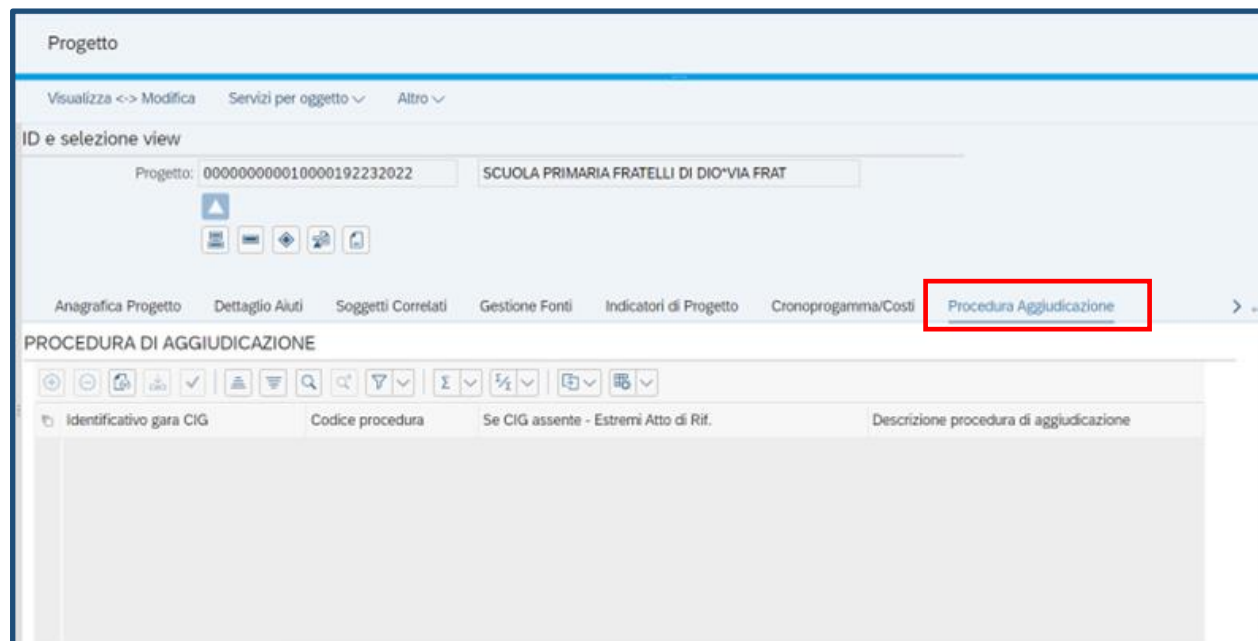 Progetto
Visualizza <-> Modifica Servizi per oggetto Altro
ID e selezione view
Progetto: 000000000010000192232022 SCUOLA PRIMARIA FRATELLI DI DIO*VIA FRAT
Anagrafica Progetto Dettaglio Aiuti Soggetti Correlati Gestione Fonti Indicatori di Progetto Cronoprogamma/Costi Procedura Aggiudicazione
PROCEDURA DI AGGIUDICAZIONE
Identificativo gara CIG Codice procedura Se CIG assente - Estremi Atto di Rif. Descrizione procedura di aggiudicazione